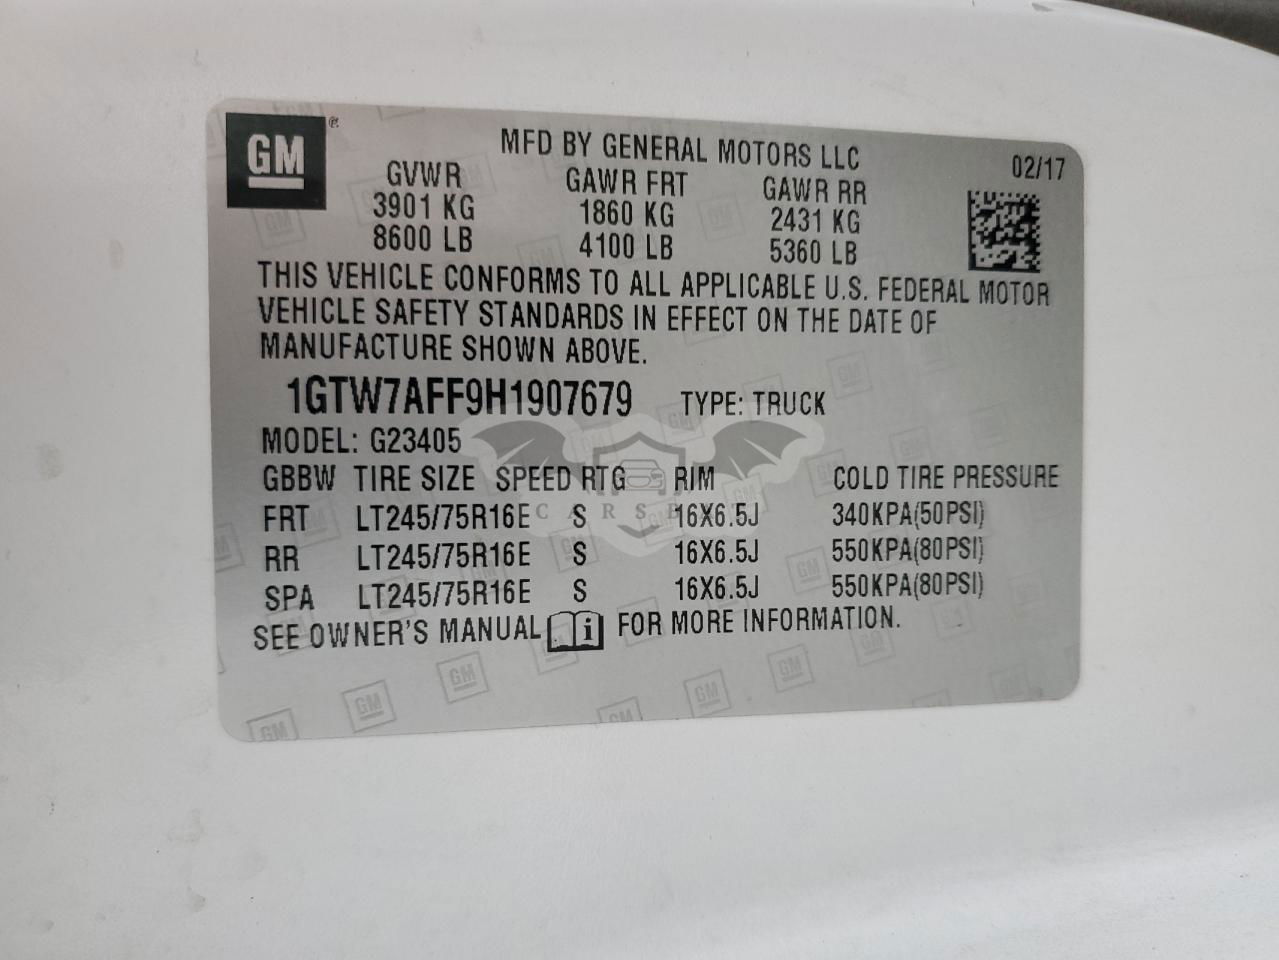 GM ®
MFD BY GENERAL MOTORS LLC
02/17
GVWR GAWR FRT GAWR RR
3901 KG 1860 KG 2431 KG
8600 LB 4100 LB 5360 LB
THIS VEHICLE CONFORMS TO ALL APPLICABLE U.S. FEDERAL MOTOR
VEHICLE SAFETY STANDARDS IN EFFECT ON THE DATE OF
MANUFACTURE SHOWN ABOVE.
1GTW7AFF9H1907679 TYPE: TRUCK
MODEL: G23405
GBBW TIRE SIZE SPEED RTG RIM COLD TIRE PRESSURE
FRT LT245/75R16E S 16X6.5J 340KPA(50PSI)
RR LT245/75R16E S 16X6.5J 550KPA(80PSI)
SPA LT245/75R16E S 16X6.5J 550KPA(80PSI)
SEE OWNER'S MANUAL i FOR MORE INFORMATION.